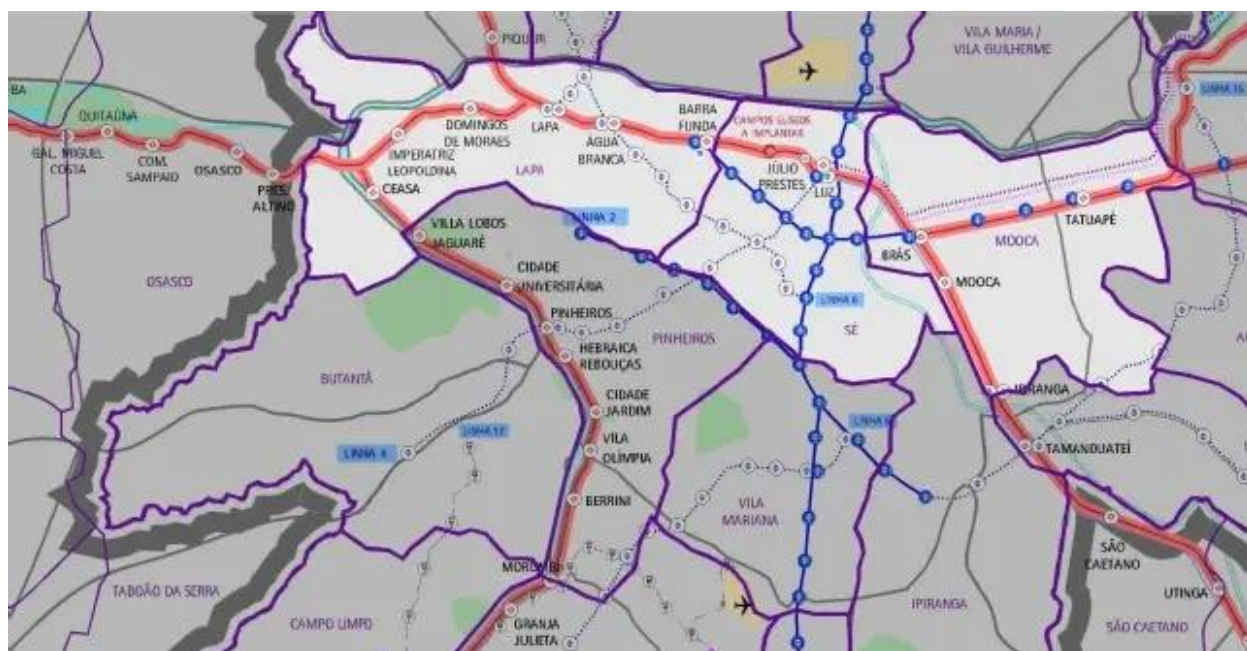 PIQUERI
VILA MARIA /
VILA GUILHERME
BA
QUITAÚNA
GAL. MIGUEL
COSTA
COM.
SAMPAIO
OSASCO
PRES.
ALTINO
DOMINGOS
DE MORAES
IMPERATRIZ
LEOPOLDINA
LAPA
LAPA
ÁGUA
BRANCA
BARRA
FUNDA
CAMPOS ELISEOS
A IMPLANTAR
JÚLIO
PRESTES
LUZ
LINHA 15
CEASA
TATUAPÉ
VILLA LOBOS
JAGUARÉ
LINHA 2
BRÁS
MOOCA
OSASCO
CIDADE
UNIVERSITÁRIA
MOOCA
LINHA 6
PINHEIROS
PINHEIROS
SÉ
HEBRAICA
REBOUÇAS
BUTANTÃ
IPIRANGA
CIDADE
JARDIM
LINHA 4
VILA
OLÍMPIA
TAMANDUATEÍ
BERRINI
VILA
MARIANA
SÃO
CAETANO
MORUMBI
TABOÃO DA SERRA
UTINGA
CAMPO LIMPO
GRANJA
JULIETA
IPIRANGA
SÃO CAETANO